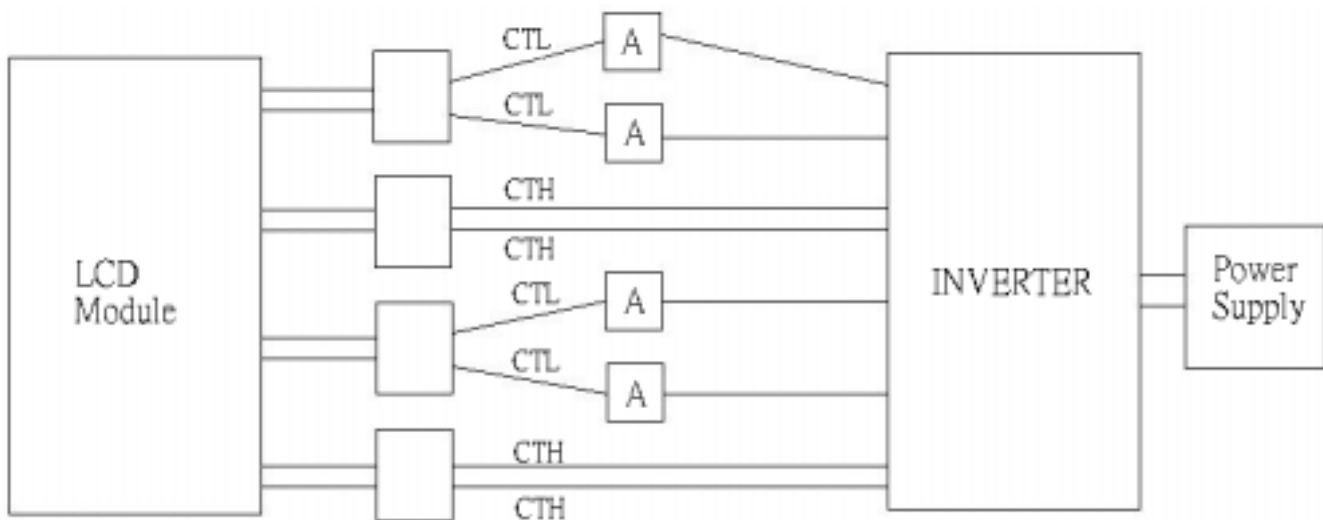 CTL
A
CTL
A
CTH
CTH
LCD
Module
CTL
A
INVERTER
Power
Supply
CTL
A
CTH
CTH